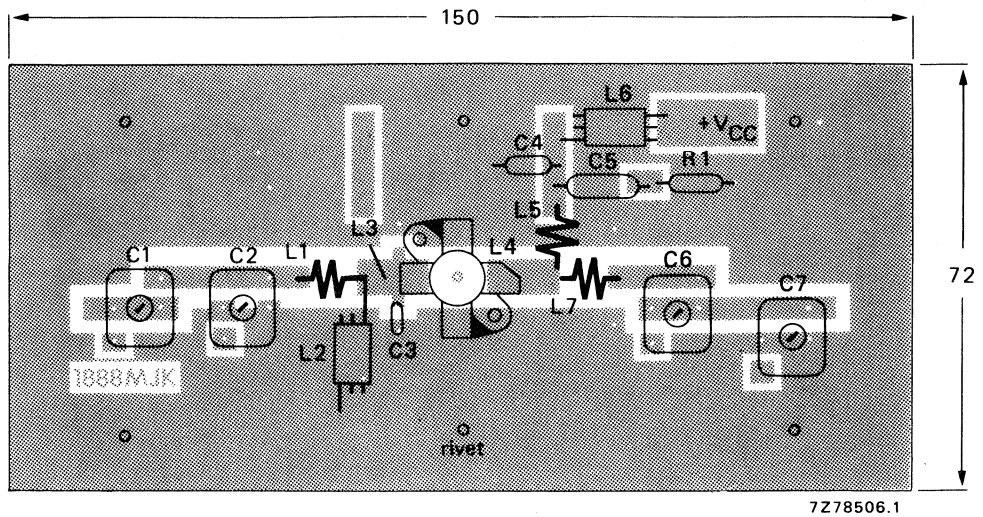 150
L6
+VCC
C4
C5
R1
L5
L3
L4
C1
C2
L1
C6
C7
72
L7
L2
C3
1888MJK
rivet
7Z78506.1